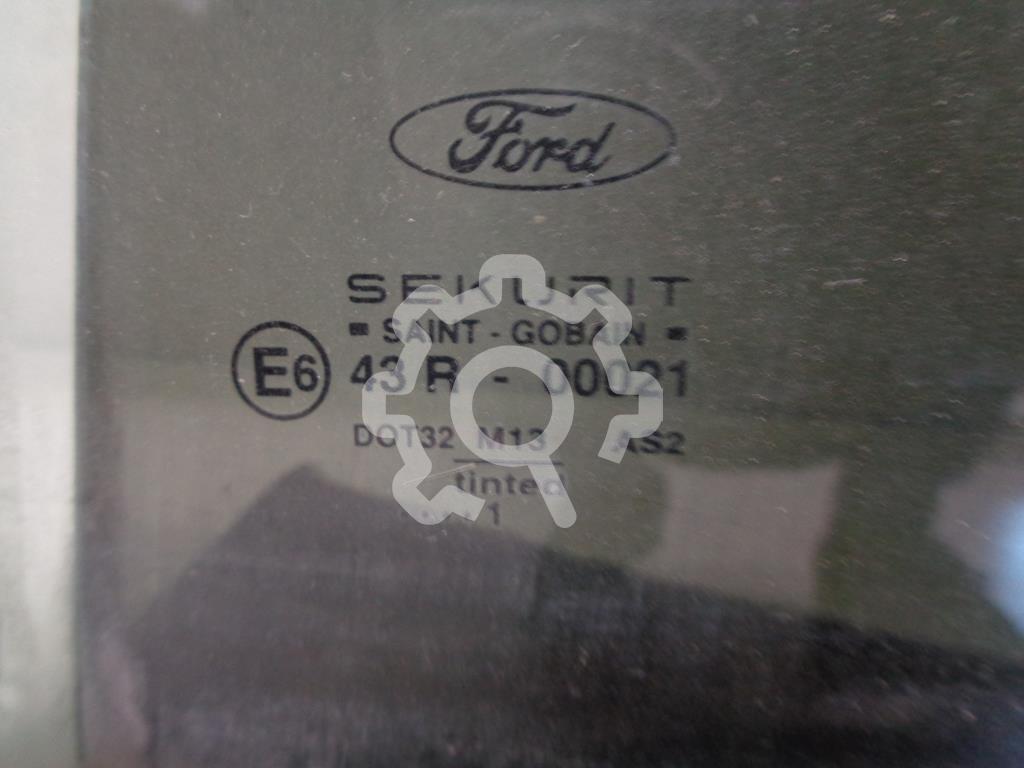 Ford
SEKURIT
SAINT - GOBAIN
E6 43 R - 00021
DOT32 M13 AS2
tinted
1